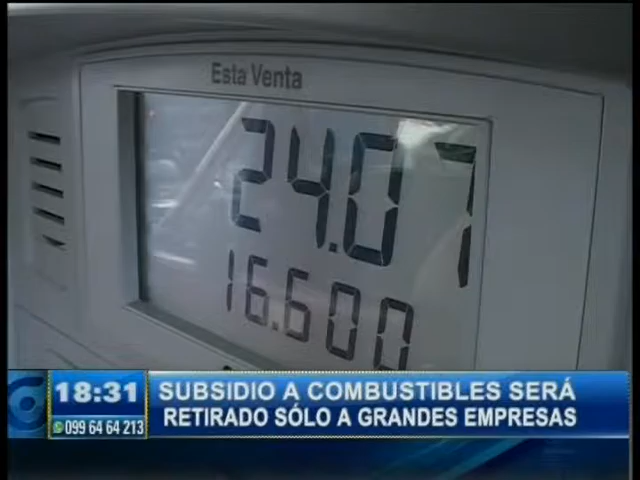 Esta Venta
24.07
16.600
18:31
099 64 64 213
SUBSIDIO A COMBUSTIBLES SERÁ
RETIRADO SÓLO A GRANDES EMPRESAS